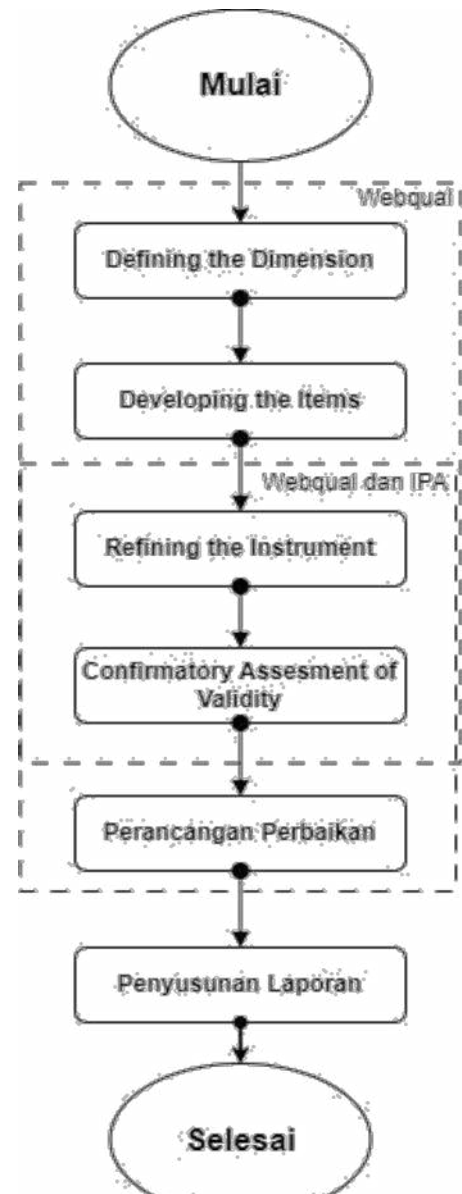 Mulai
Webqual
Defining the Dimension
Developing the Items
Webqual dan IPA
Refining the Instrument
Confirmatory Assesment of
Validity
Perancangan Perbaikan
Penyusunan Laporan
Selesai